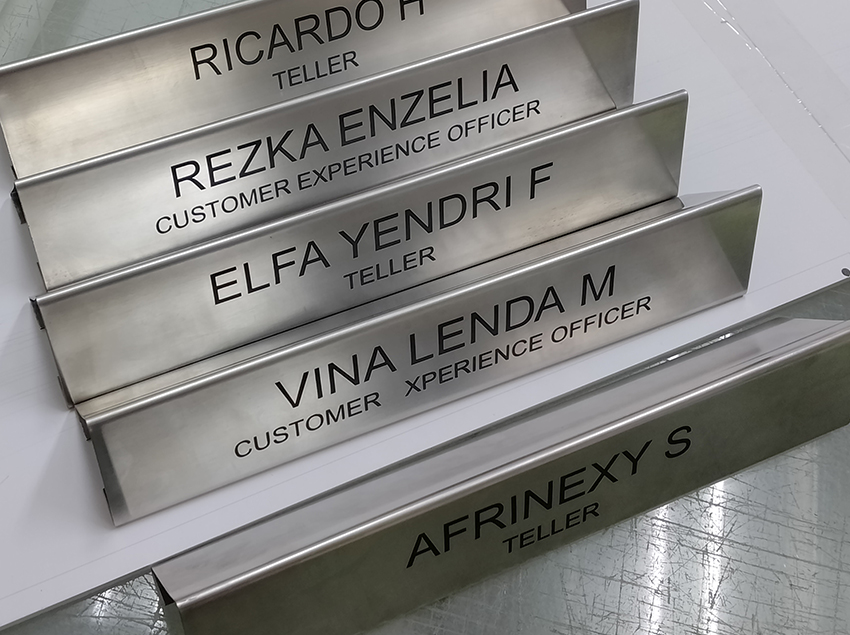 RICARDO H
TELLER
REZKA ENZELIA
CUSTOMER EXPERIENCE OFFICER
ELFA YENDRI F
TELLER
VINA LENDA M
CUSTOMER XPERIENCE OFFICER
AFRINEXY S
TELLER